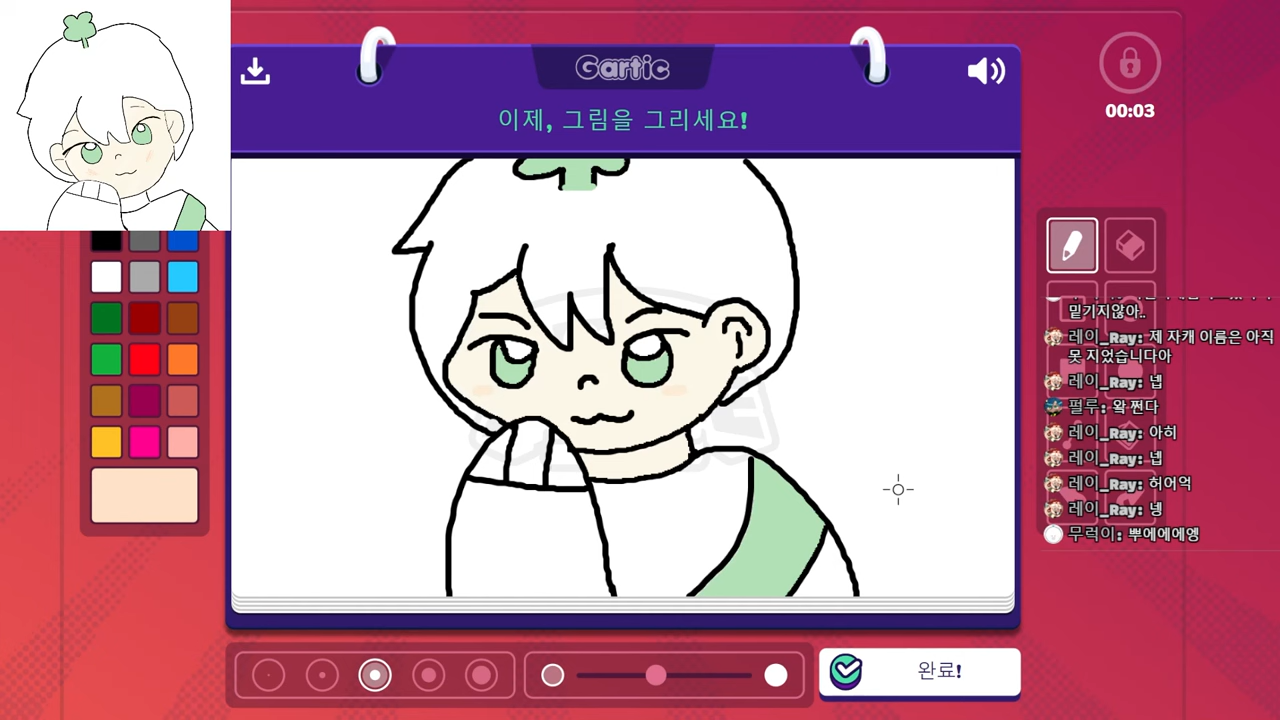 Gartic
이제, 그림을 그리세요!
00:03
믿기지않아..
레이_Ray: 제 자캐 이름은 아직
못 지었습니다아
레이_Ray: 넵
펄루: 왁 쩐다
레이_Ray: 아히
레이_Ray: 넵
레이_Ray: 허어억
레이_Ray: 넹
무럭이: 뿌에에에엥
완료!